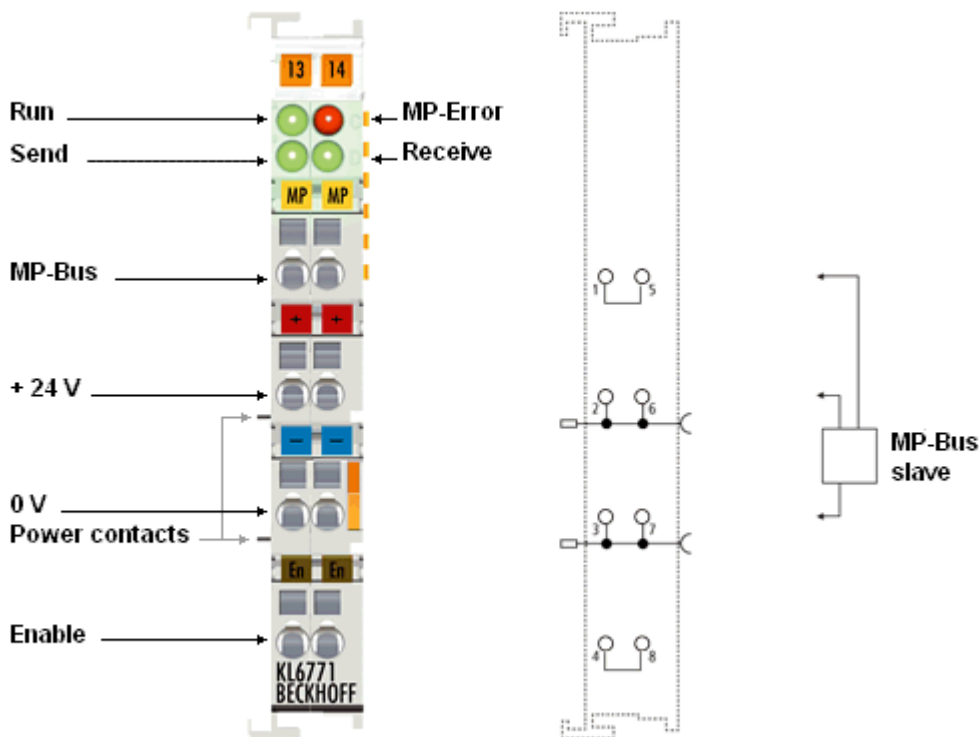 13 14
Run
MP-Error
C
Send
Receive
D
MP MP
MP-Bus
1 5
+ +
+ 24 V
2 6
− −
MP-Bus
slave
0 V
3 7
Power contacts
En En
Enable
4 8
KL6771
BECKHOFF